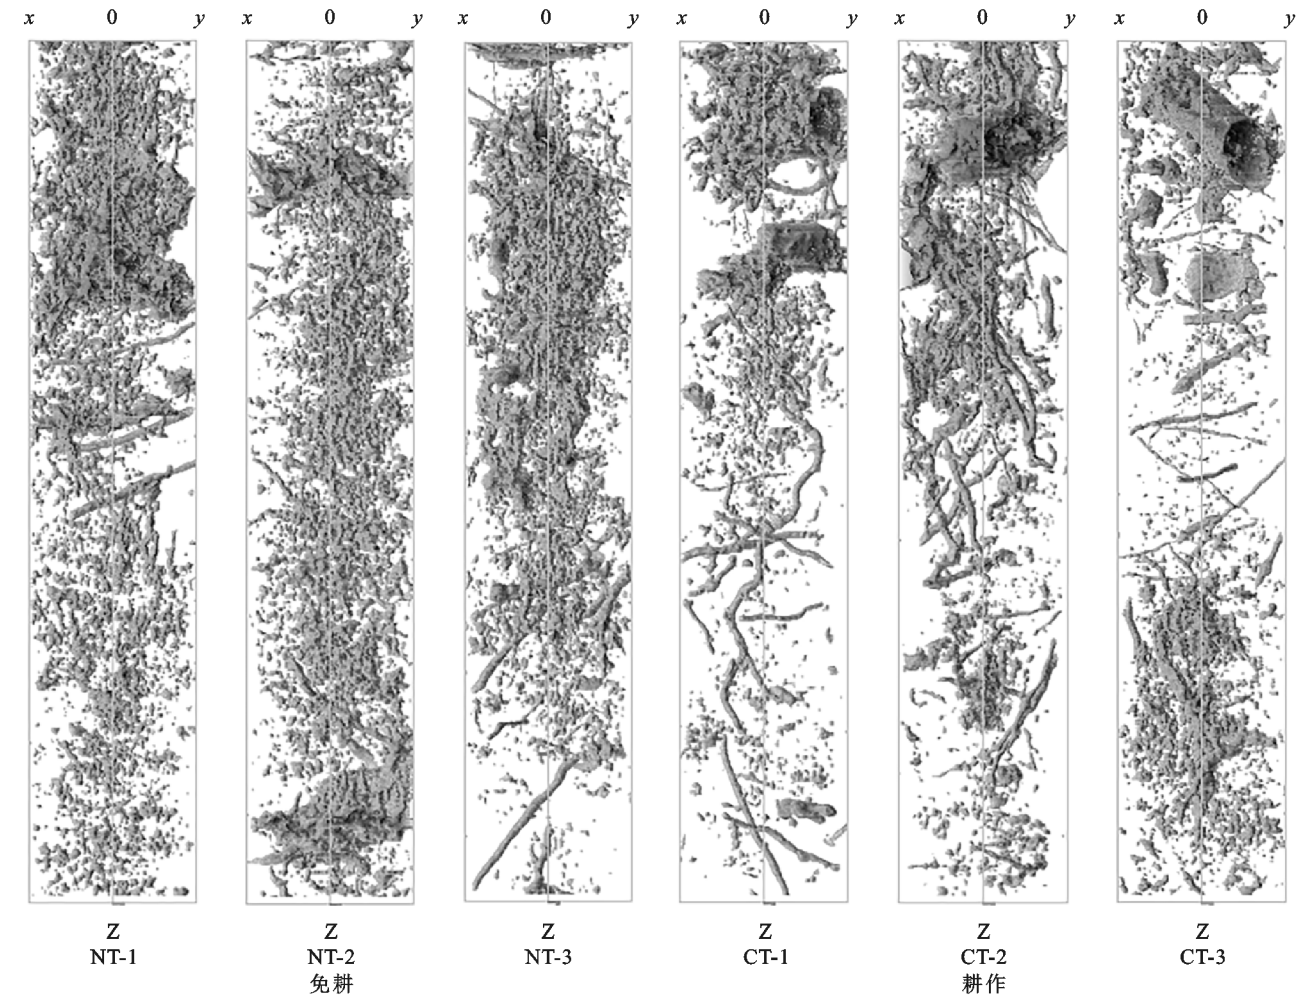 x 0 y x 0 y x 0 y x 0 y x 0 y x 0 y
Z Z Z Z Z Z
NT-1 NT-2 NT-3 CT-1 CT-2 CT-3
免耕 耕作